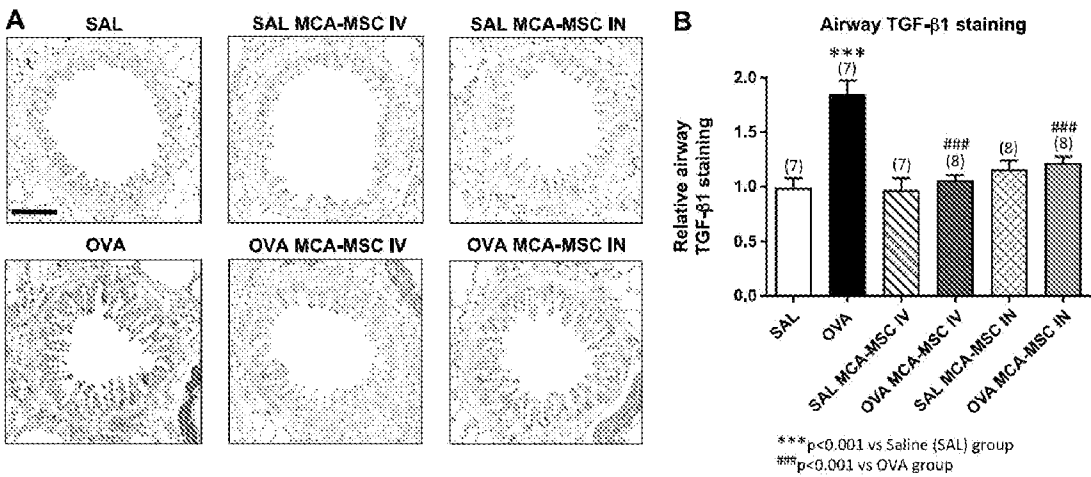 A
SAL
SAL MCA-MSC IV
SAL MCA-MSC IN
OVA
OVA MCA-MSC IV
OVA MCA-MSC IN
B
Airway TGF-β1 staining
Relative airway
TGF-β1 staining
2.0
1.5
1.0
0.5
0.0
(7)
***
(7)
(7)
###
(8)
(8)
###
(8)
SAL
OVA
SAL MCA-MSC IV
OVA MCA-MSC IV
SAL MCA-MSC IN
OVA MCA-MSC IN
***p<0.001 vs Saline (SAL) group
###p<0.001 vs OVA group